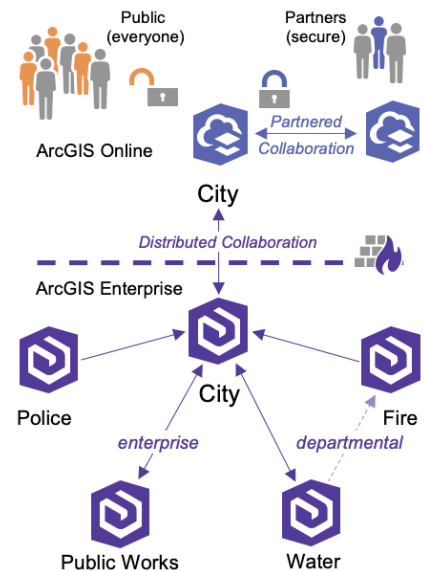 Public
(everyone)
Partners
(secure)
Partnered
Collaboration
ArcGIS Online
City
Distributed Collaboration
ArcGIS Enterprise
Police
City
Fire
enterprise
departmental
Public Works
Water